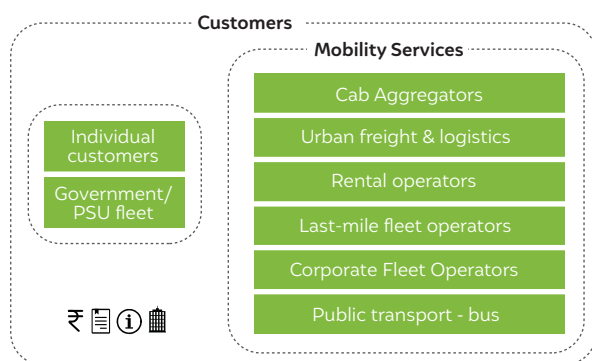 Customers
Mobility Services
Individual
customers
Government/
PSU fleet
Cab Aggregators
Urban freight & logistics
Rental operators
Last-mile fleet operators
Corporate Fleet Operators
Public transport - bus
₹